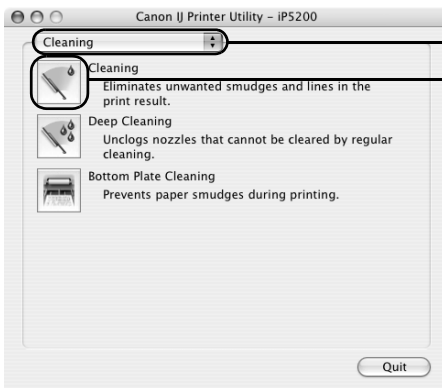 Canon IJ Printer Utility – iP5200
Cleaning
Cleaning
Eliminates unwanted smudges and lines in the
print result.
Deep Cleaning
Unclogs nozzles that cannot be cleared by regular
cleaning.
Bottom Plate Cleaning
Prevents paper smudges during printing.
Quit